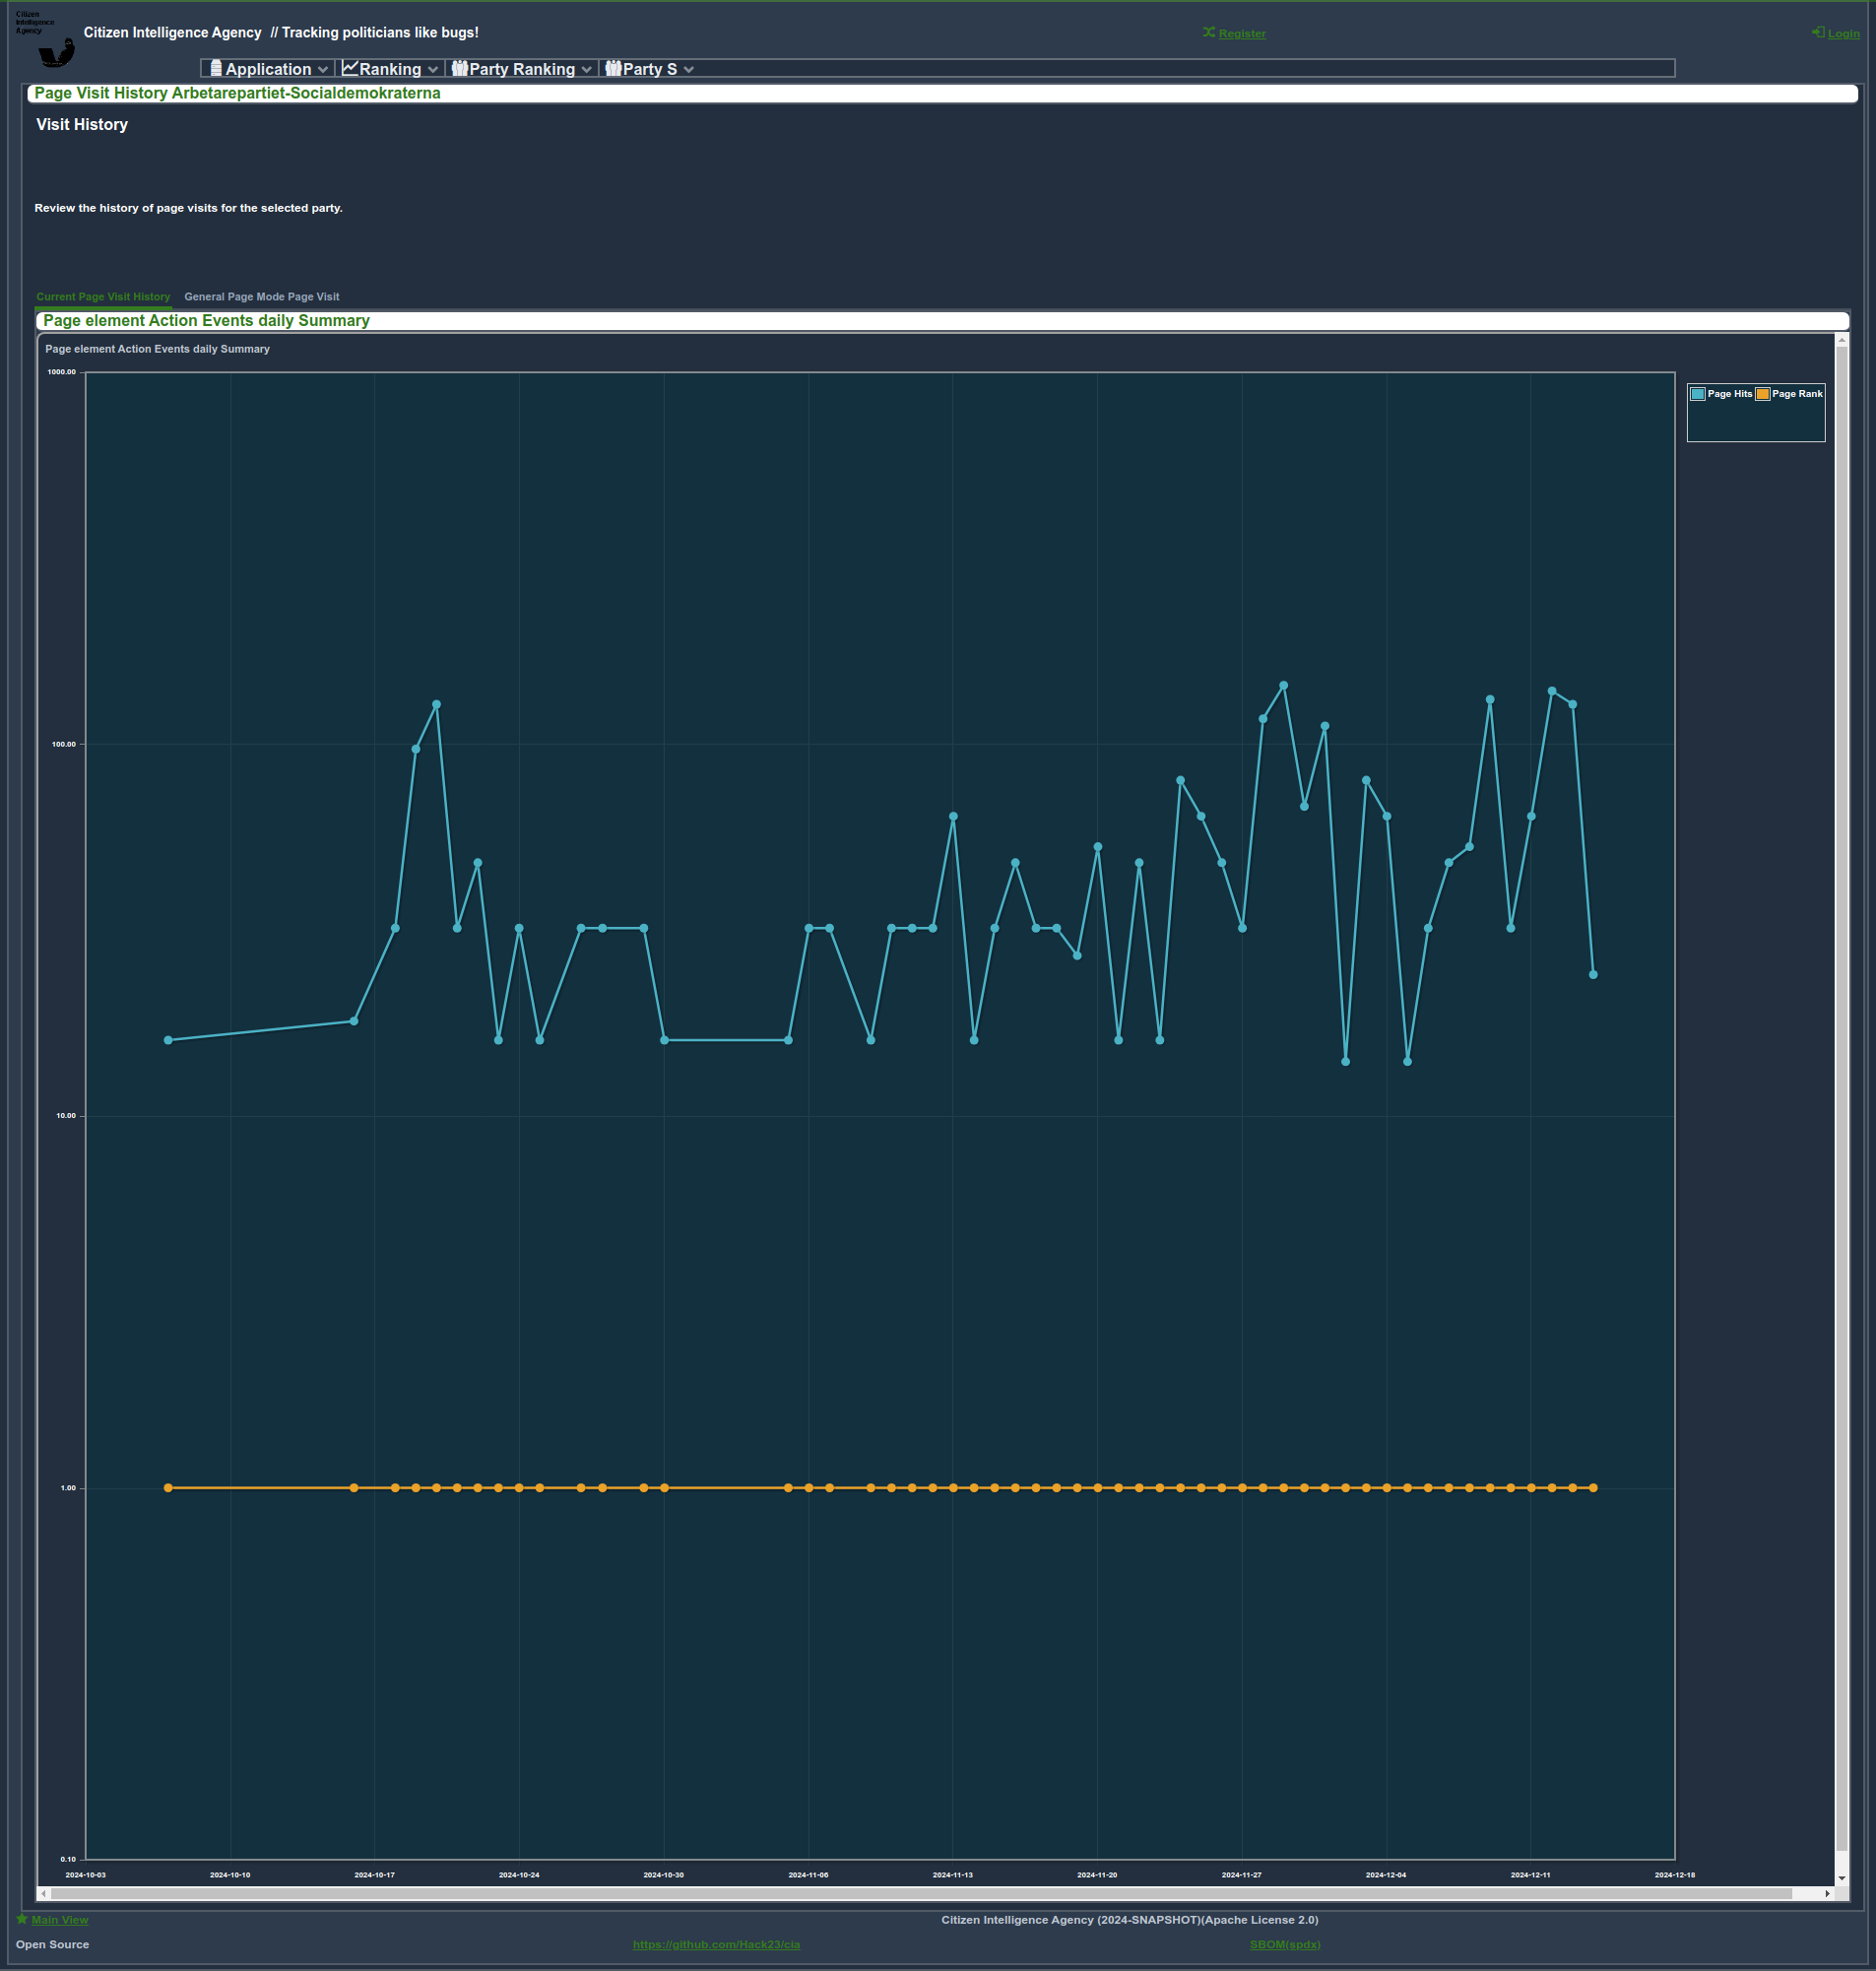 Citizen
Intelligence
Agency
Citizen Intelligence Agency // Tracking politicians like bugs!
Register
Login
Application
Ranking
Party Ranking
Party S
Page Visit History Arbetarepartiet-Socialdemokraterna
Visit History
Review the history of page visits for the selected party.
Current Page Visit History General Page Mode Page Visit
Page element Action Events daily Summary
Page element Action Events daily Summary
1000.00
Page Hits Page Rank
100.00
10.00
1.00
0.10
2024-10-03 2024-10-10 2024-10-17 2024-10-24 2024-10-30 2024-11-06 2024-11-13 2024-11-20 2024-11-27 2024-12-04 2024-12-11 2024-12-18
Main View
Citizen Intelligence Agency (2024-SNAPSHOT)(Apache License 2.0)
Open Source
https://github.com/Hack23/cia
SBOM(spdx)